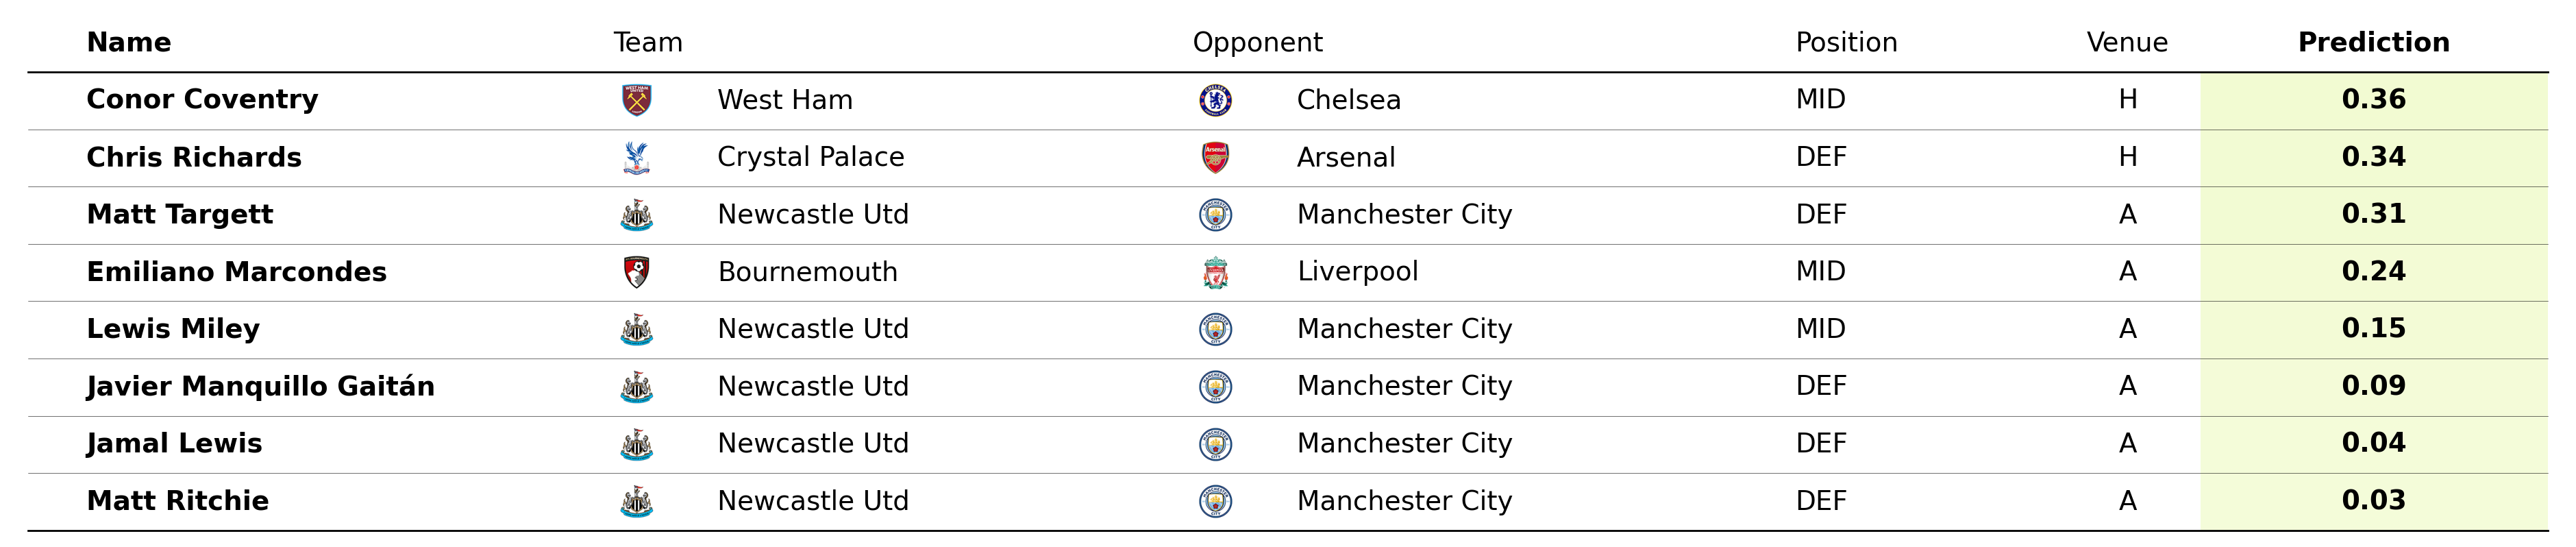 Name Team Opponent Position Venue Prediction
Conor Coventry West Ham Chelsea MID H 0.36
Chris Richards Crystal Palace Arsenal DEF H 0.34
Matt Targett Newcastle Utd Manchester City DEF A 0.31
Emiliano Marcondes Bournemouth Liverpool MID A 0.24
Lewis Miley Newcastle Utd Manchester City MID A 0.15
Javier Manquillo Gaitán Newcastle Utd Manchester City DEF A 0.09
Jamal Lewis Newcastle Utd Manchester City DEF A 0.04
Matt Ritchie Newcastle Utd Manchester City DEF A 0.03